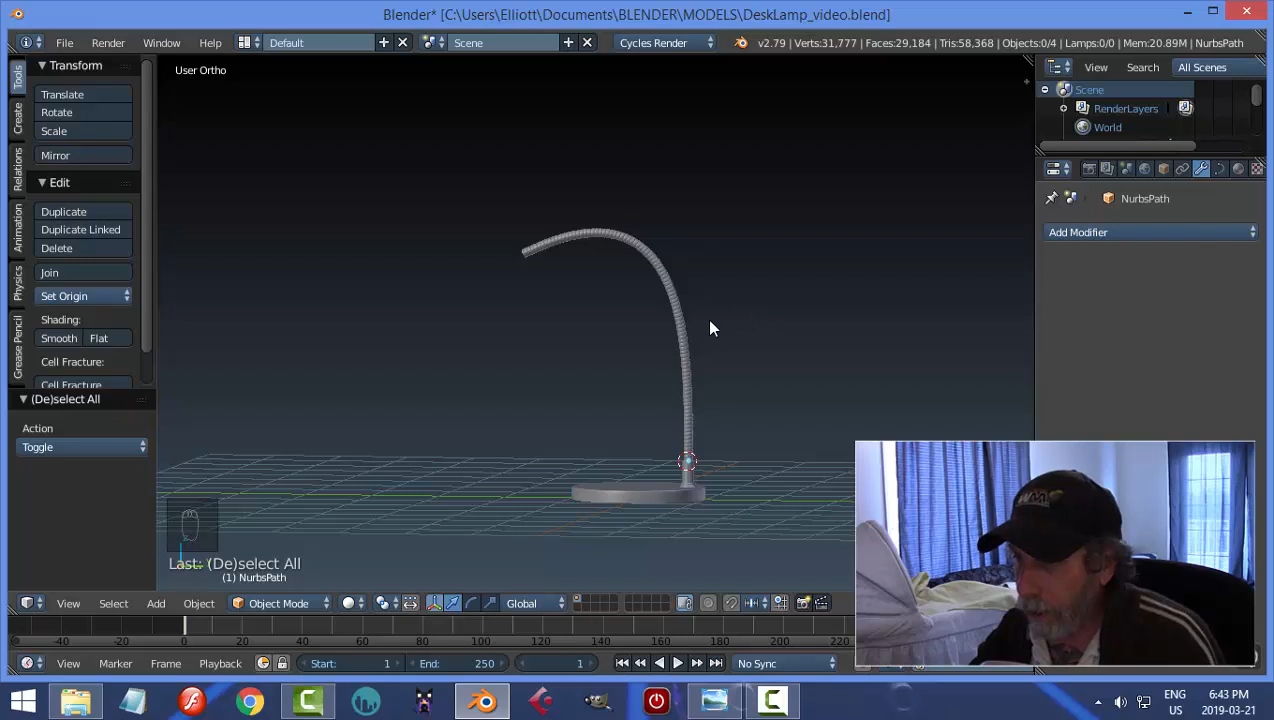 Blender* [C:\Users\Elliott\Documents\BLENDER\MODELS\DeskLamp_video.blend]
File Render Window Help Default Scene Cycles Render v2.79 | Verts:31,777 | Faces:29,184 | Tris:58,368 | Objects:0/4 | Lamps:0/0 | Mem:20.89M | NurbsPath
Tools
Create
Relations
Animation
Physics
Grease Pencil
Transform
Translate
Rotate
Scale
Mirror
Edit
Duplicate
Duplicate Linked
Delete
Join
Set Origin
Shading:
Smooth Flat
Cell Fracture:
Cell Fracture
(De)select All
Action
Toggle
User Ortho
Last: (De)select All
(1) NurbsPath
View Search All Scenes
Scene
RenderLayers
World
NurbsPath
Add Modifier
View Select Add Object Object Mode Global
-40 -20 0 20 40 60 80 100 120 140 160 180 200 220
View Marker Frame Playback Start: 1 End: 250 1 No Sync
ENG 6:43 PM
US 2019-03-21